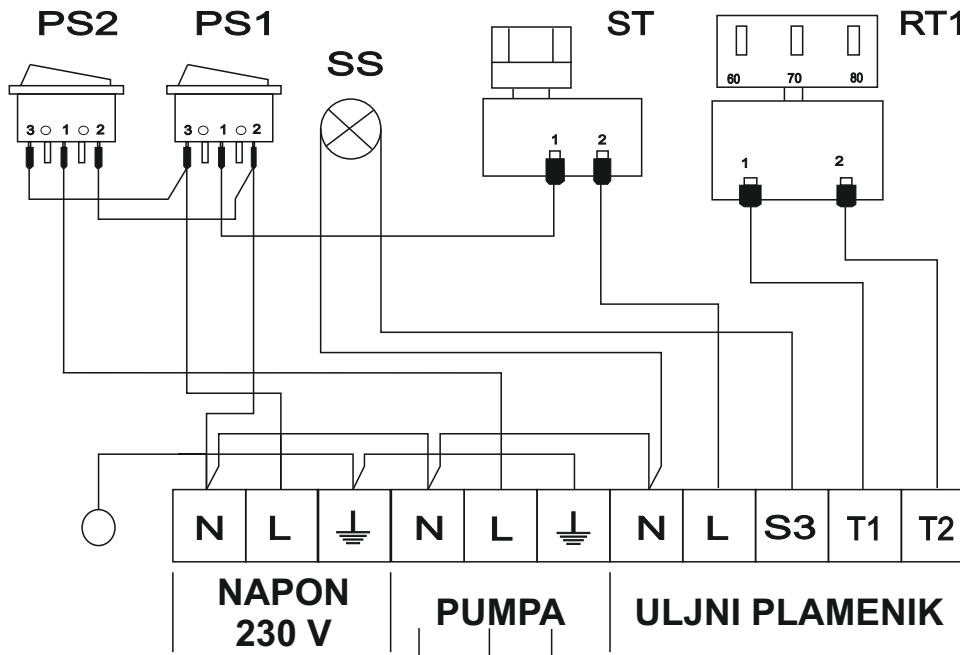 PS2 PS1 SS ST RT1
60 70 80
3 1 2 3 1 2
1 2
1 2
N L N L N L S3 T1 T2
NAPON
230 V
PUMPA
ULJNI PLAMENIK